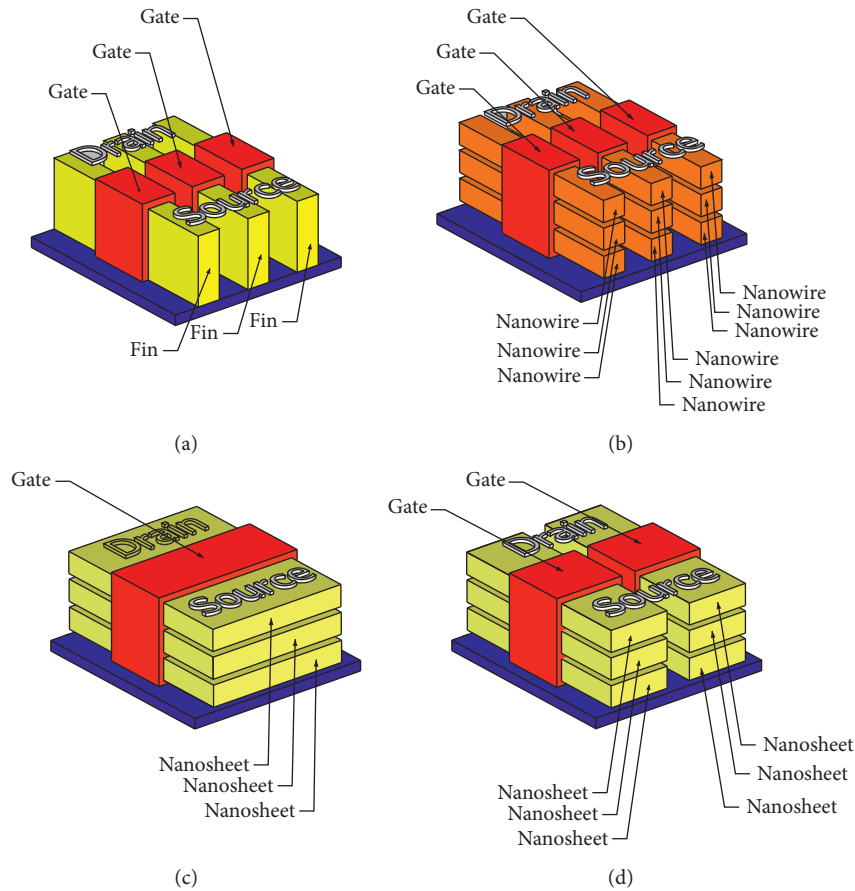 Gate
Gate
Gate
Drain
Source
Fin
Fin
Fin
(a)
Gate
Gate
Gate
Drain
Source
Nanowire
Nanowire
Nanowire
Nanowire
Nanowire
Nanowire
Nanowire
Nanowire
Nanowire
(b)
Gate
Drain
Source
Nanosheet
Nanosheet
Nanosheet
(c)
Gate
Gate
Drain
Source
Nanosheet
Nanosheet
Nanosheet
Nanosheet
Nanosheet
Nanosheet
(d)